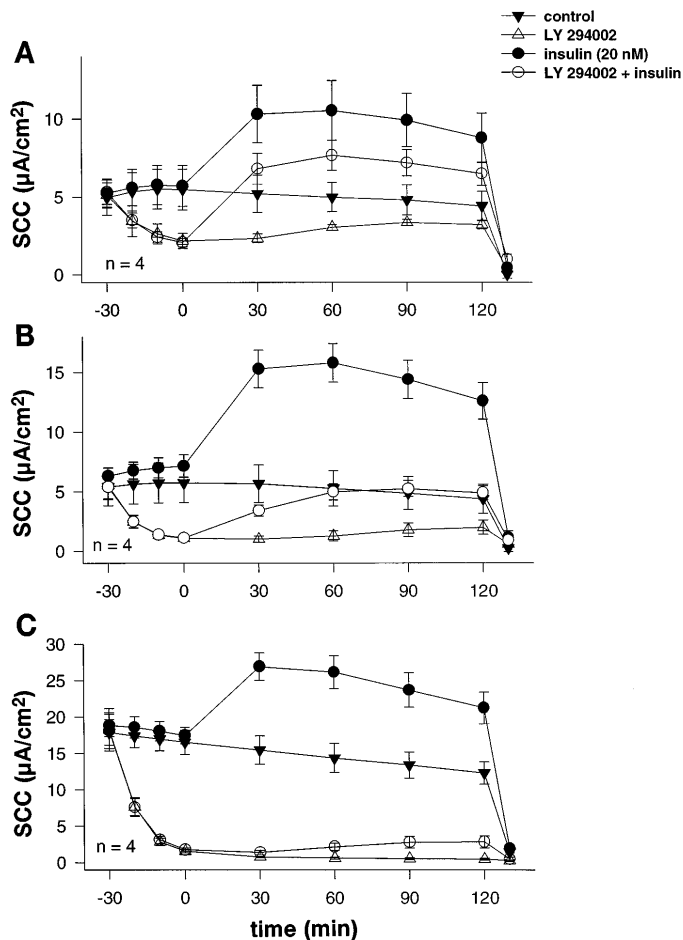 control
LY 294002
insulin (20 nM)
LY 294002 + insulin
A
SCC (µA/cm²)
10
5
0
n = 4
-30 0 30 60 90 120
B
SCC (µA/cm²)
15
10
5
0
n = 4
-30 0 30 60 90 120
C
SCC (µA/cm²)
30
25
20
15
10
5
0
n = 4
-30 0 30 60 90 120
time (min)